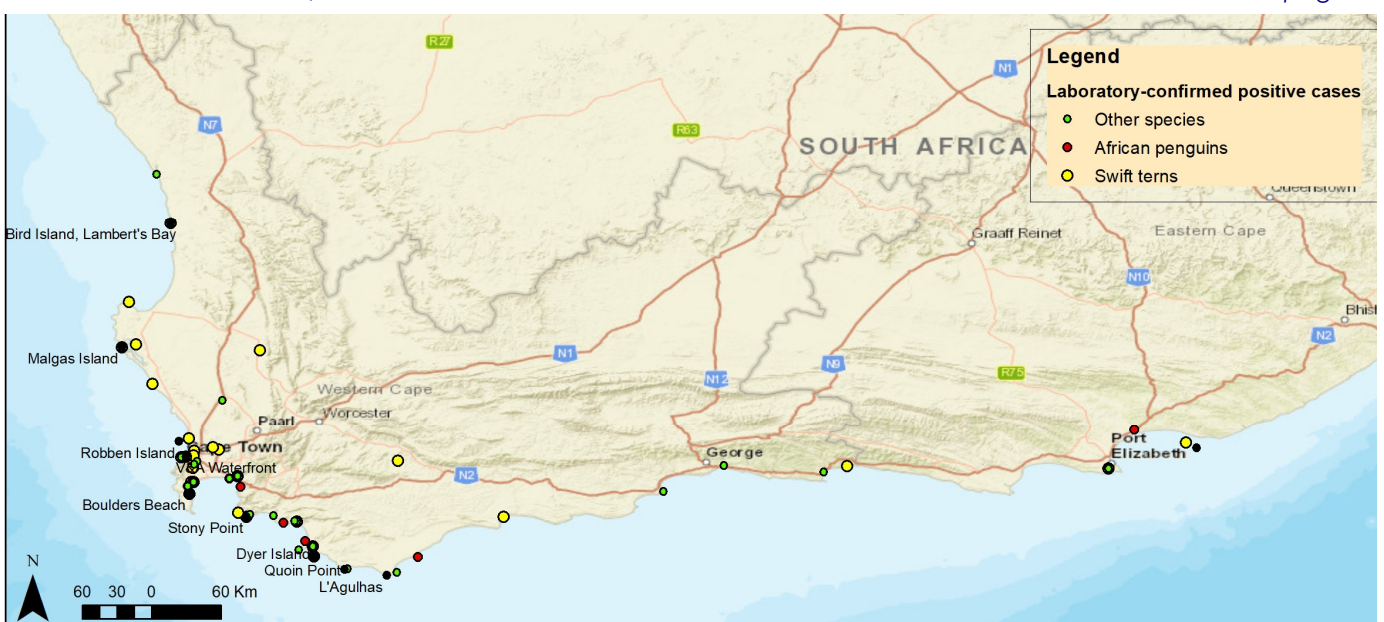 R27
Legend
Laboratory-confirmed positive cases
Other species
African penguins
Swift terns
N1
N7
R63
SOUTH AFRICA
Queenstown
Bird Island, Lambert's Bay
Graaff Reinet
Eastern Cape
N10
Bhish
N2
Malgas Island
N1
N9
R75
N12
Western Cape
Worcester
Paarl
Robben Island
Town
V&A Waterfront
Port
Elizabeth
George
N2
Boulders Beach
Stony Point
Dyer Island
Quoin Point
L'Agulhas
N
60 30 0 60 Km